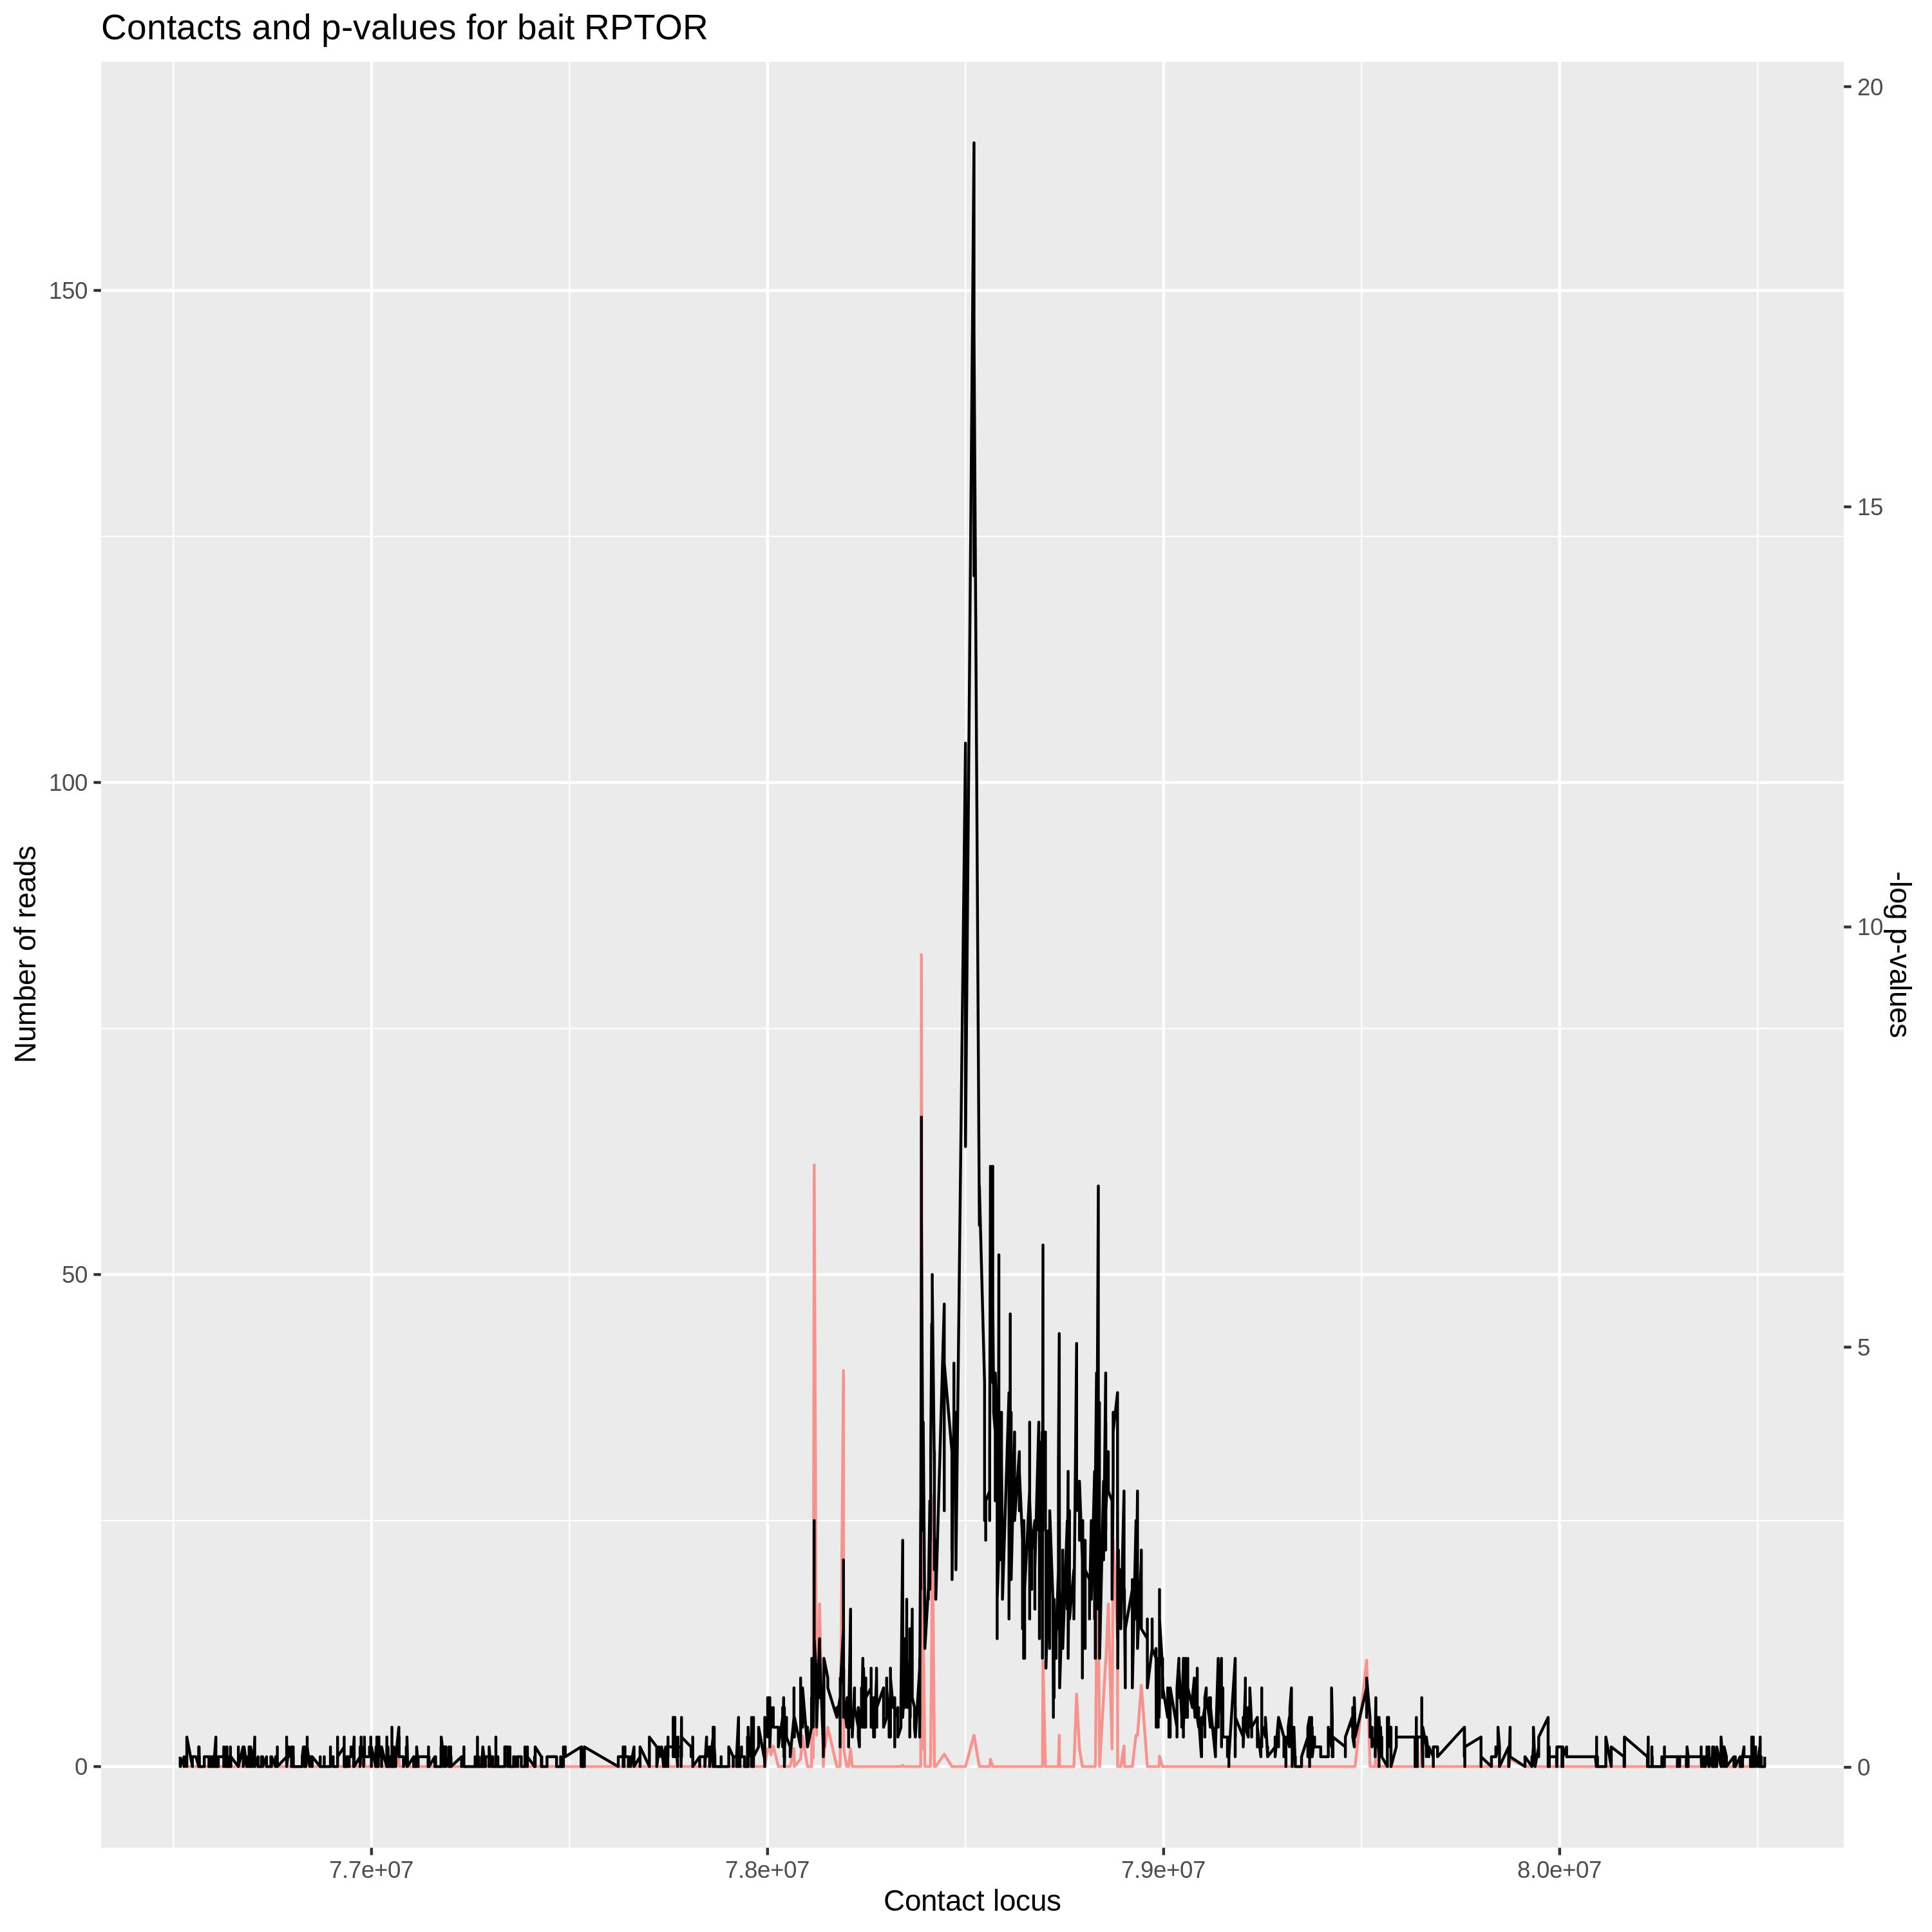 Contacts and p-values for bait RPTOR
20
150
15
100
10
50
5
0
0
Number of reads
-log p-values
7.7e+07 7.8e+07 7.9e+07 8.0e+07
Contact locus